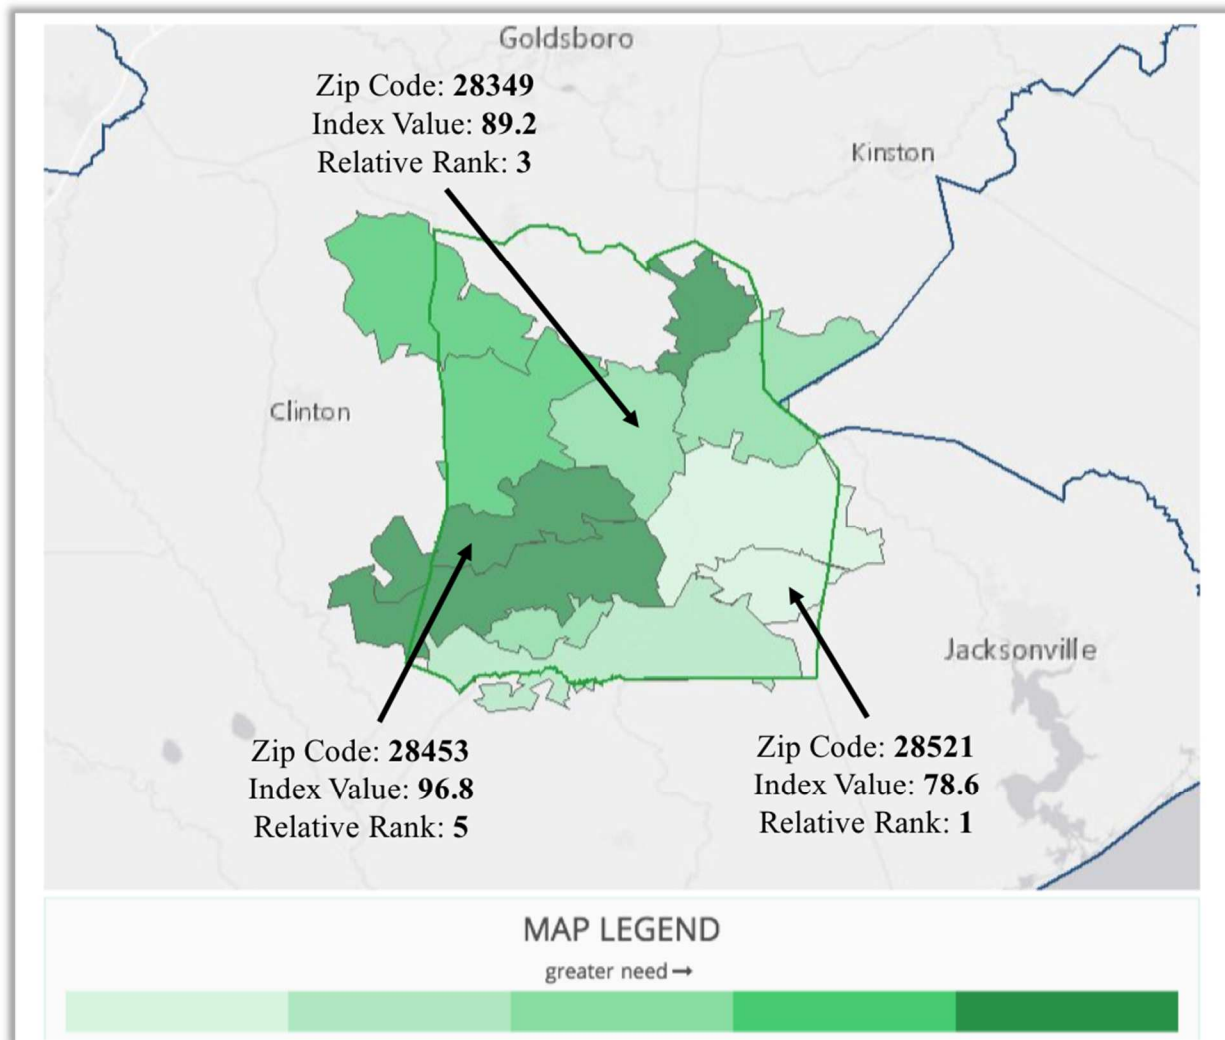 Goldsboro
Zip Code: 28349
Index Value: 89.2
Relative Rank: 3
Kinston
Clinton
Jacksonville
Zip Code: 28453
Index Value: 96.8
Relative Rank: 5
Zip Code: 28521
Index Value: 78.6
Relative Rank: 1
MAP LEGEND
greater need →